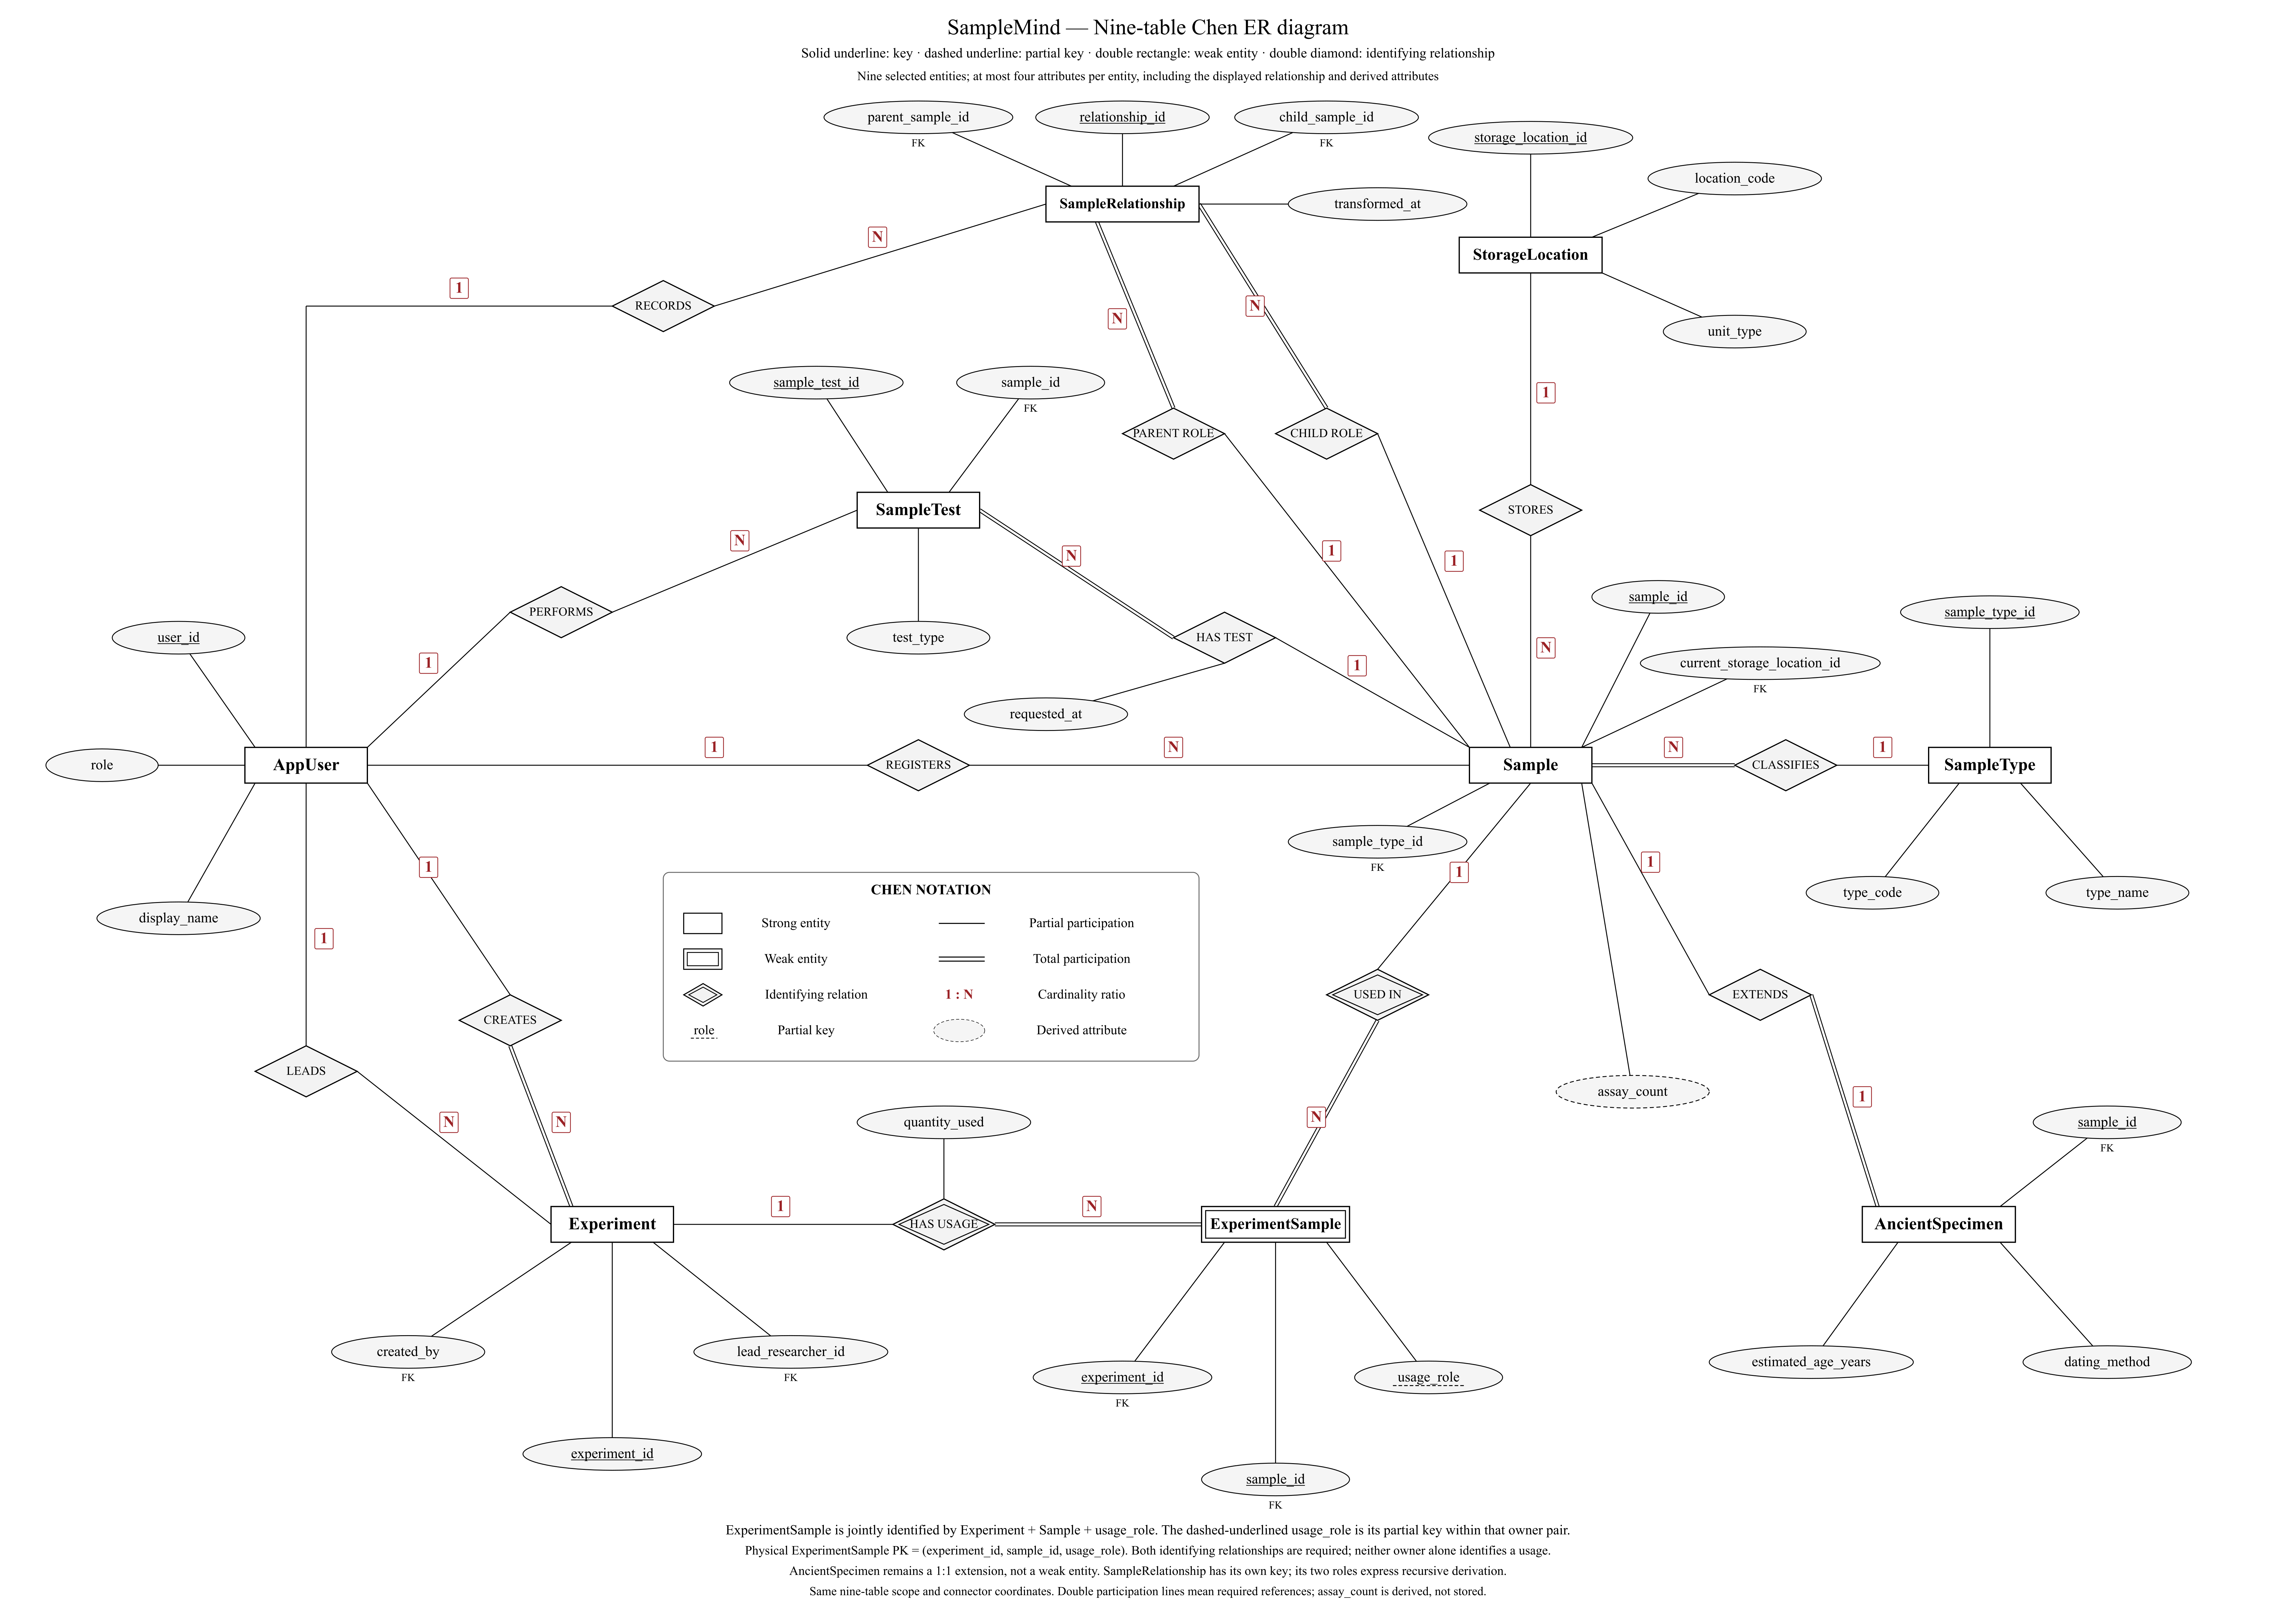 SampleMind — Nine-table Chen ER diagram
Solid underline: key · dashed underline: partial key · double rectangle: weak entity · double diamond: identifying relationship
Nine selected entities; at most four attributes per entity, including the displayed relationship and derived attributes
parent_sample_id
FK
relationship_id
child_sample_id
FK
storage_location_id
location_code
SampleRelationship
transformed_at
N
StorageLocation
1
RECORDS
N
N
unit_type
sample_test_id
sample_id
FK
1
PARENT ROLE
CHILD ROLE
SampleTest
STORES
N
N
1
1
PERFORMS
sample_id
sample_type_id
user_id
test_type
HAS TEST
N
1
1
current_storage_location_id
FK
requested_at
1
N
N
1
role
AppUser
REGISTERS
Sample
CLASSIFIES
SampleType
sample_type_id
FK
1
1
1
type_code
type_name
display_name
1
CHEN NOTATION
Strong entity
Partial participation
Weak entity
Total participation
Identifying relation
1 : N
Cardinality ratio
role
Partial key
Derived attribute
CREATES
USED IN
EXTENDS
LEADS
assay_count
1
N
N
quantity_used
N
sample_id
FK
1
N
Experiment
HAS USAGE
ExperimentSample
AncientSpecimen
created_by
FK
lead_researcher_id
FK
experiment_id
FK
usage_role
estimated_age_years
dating_method
experiment_id
sample_id
FK
ExperimentSample is jointly identified by Experiment + Sample + usage_role. The dashed-underlined usage_role is its partial key within that owner pair.
Physical ExperimentSample PK = (experiment_id, sample_id, usage_role). Both identifying relationships are required; neither owner alone identifies a usage.
AncientSpecimen remains a 1:1 extension, not a weak entity. SampleRelationship has its own key; its two roles express recursive derivation.
Same nine-table scope and connector coordinates. Double participation lines mean required references; assay_count is derived, not stored.